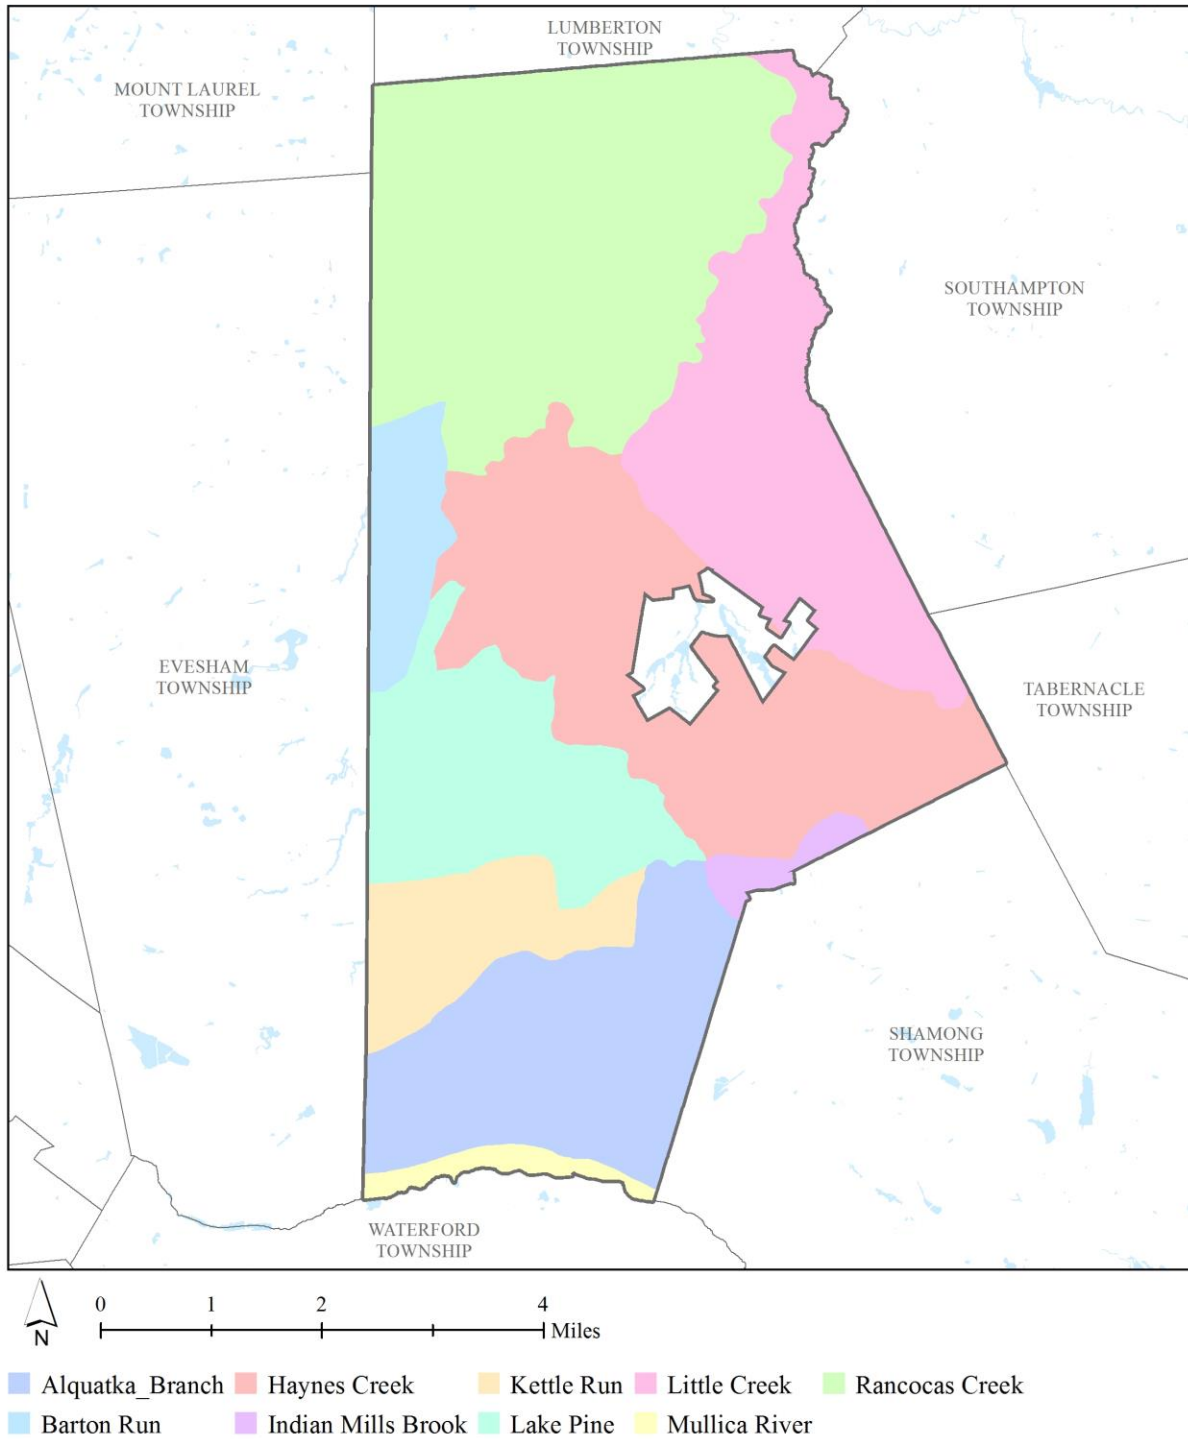 LUMBERTON
TOWNSHIP
MOUNT LAUREL
TOWNSHIP
SOUTHAMPTON
TOWNSHIP
EVESHAM
TOWNSHIP
TABERNACLE
TOWNSHIP
SHAMONG
TOWNSHIP
WATERFORD
TOWNSHIP
N
0 1 2 4
Miles
Alquatka_Branch Haynes Creek Kettle Run Little Creek Rancocas Creek
Barton Run Indian Mills Brook Lake Pine Mullica River